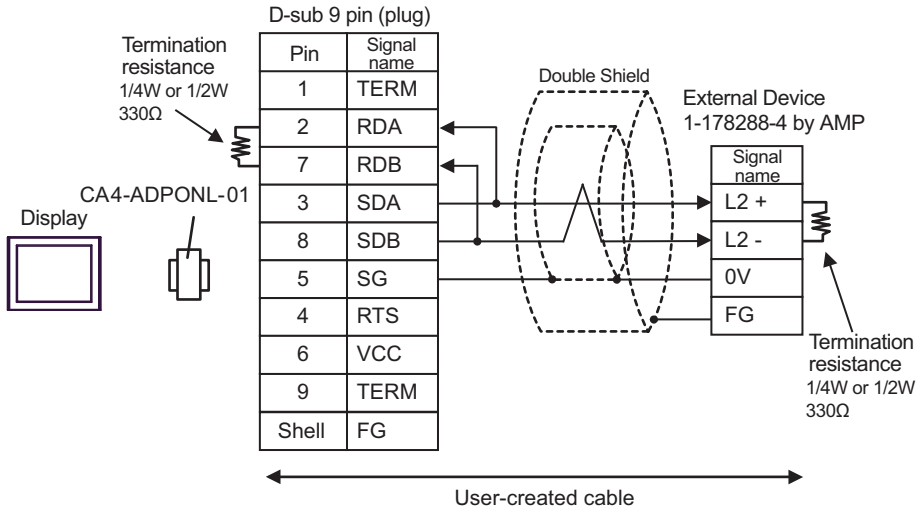 D-sub 9 pin (plug)
Termination
resistance
1/4W or 1/2W
330Ω
Pin
Signal
name
1
TERM
2
RDA
7
RDB
3
SDA
8
SDB
5
SG
4
RTS
6
VCC
9
TERM
Shell
FG
CA4-ADPONL-01
Display
Double Shield
External Device
1-178288-4 by AMP
Signal
name
L2 +
L2 -
0V
FG
Termination
resistance
1/4W or 1/2W
330Ω
User-created cable